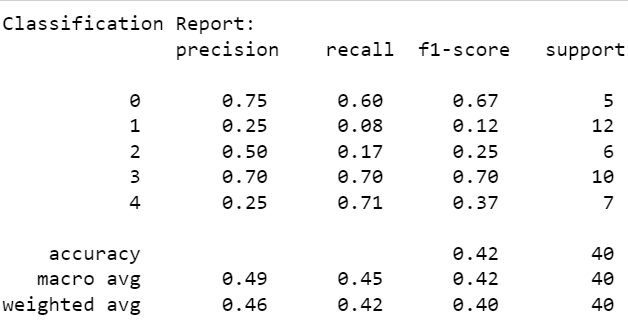 Classification Report:
precision recall f1-score support
0 0.75 0.60 0.67 5
1 0.25 0.08 0.12 12
2 0.50 0.17 0.25 6
3 0.70 0.70 0.70 10
4 0.25 0.71 0.37 7
accuracy 0.42 40
macro avg 0.49 0.45 0.42 40
weighted avg 0.46 0.42 0.40 40